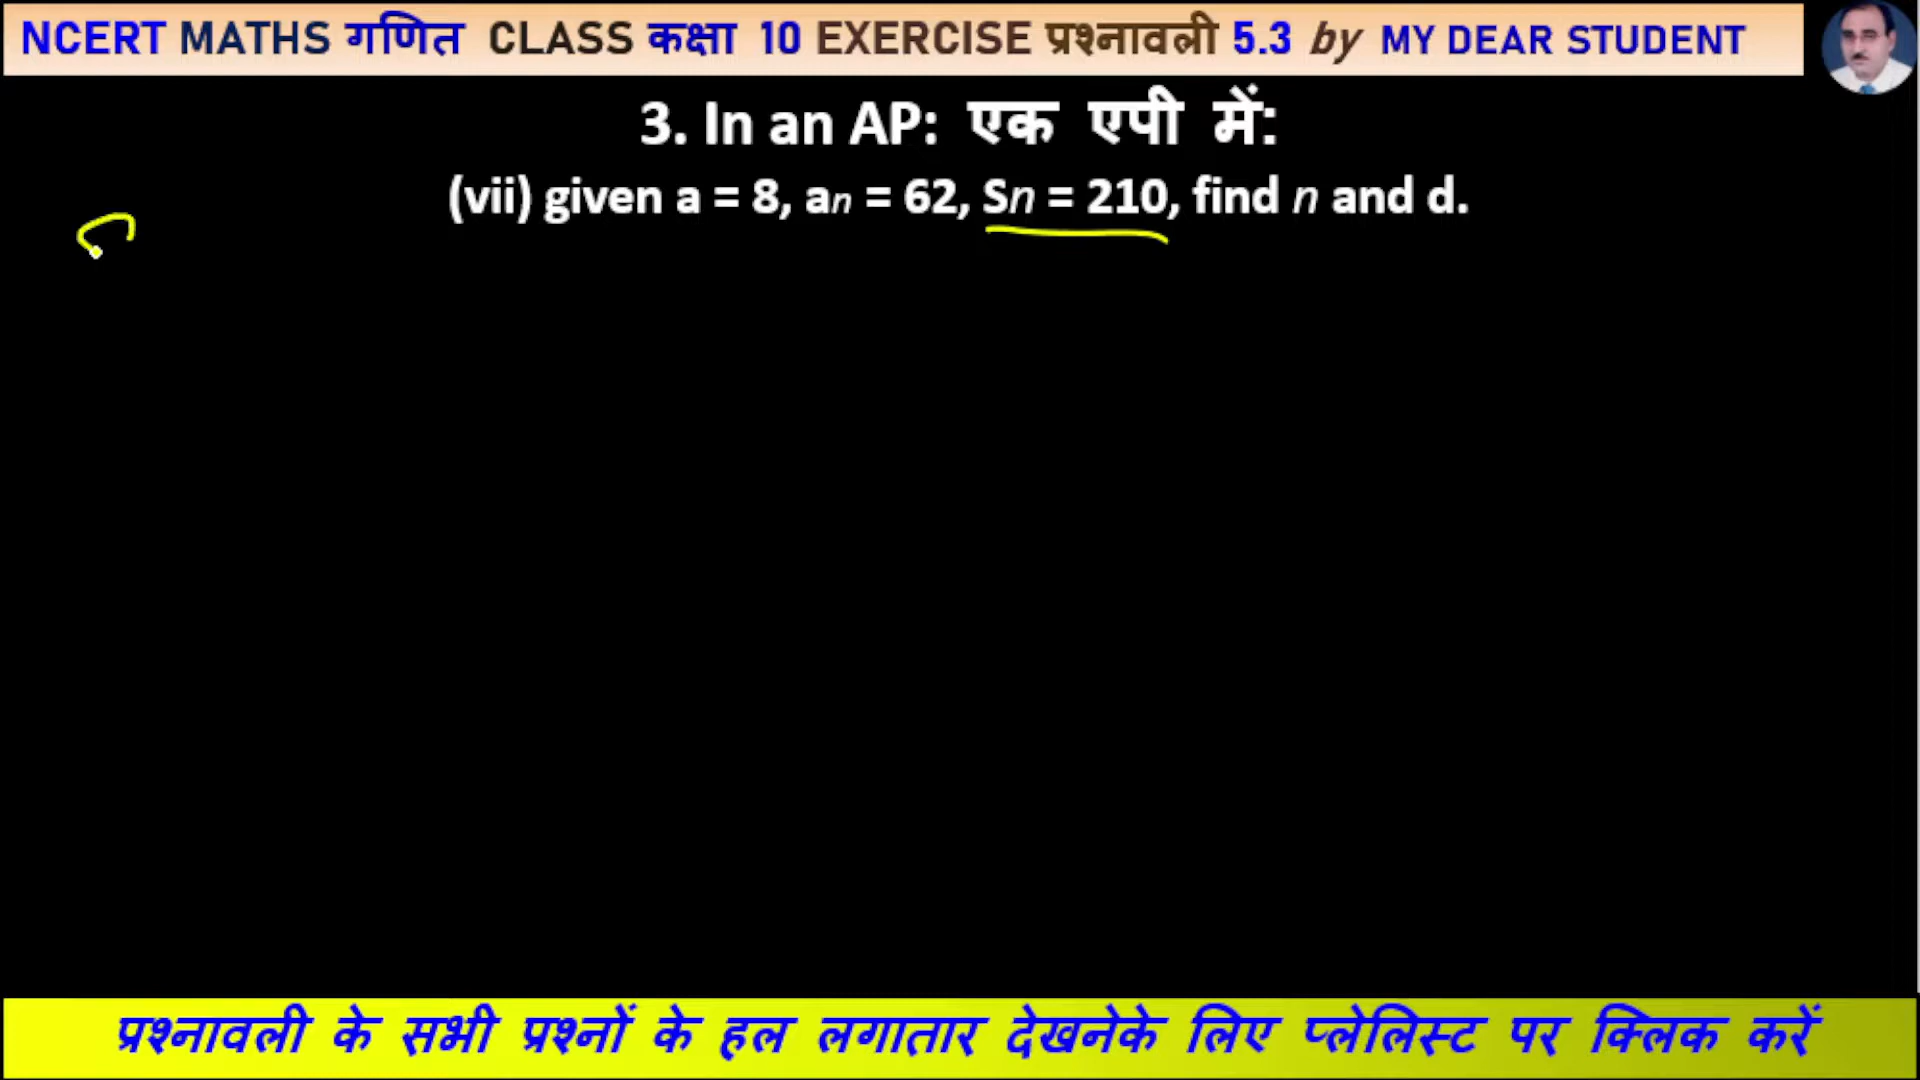 NCERT MATHS गणित CLASS कक्षा 10 EXERCISE प्रश्नावली 5.3 by MY DEAR STUDENT
3. In an AP: एक एपी में:
(vii) given a = 8, an = 62, Sn = 210, find n and d.
प्रश्नावली के सभी प्रश्नों के हल लगातार देखनेके लिए प्लेलिस्ट पर क्लिक करें